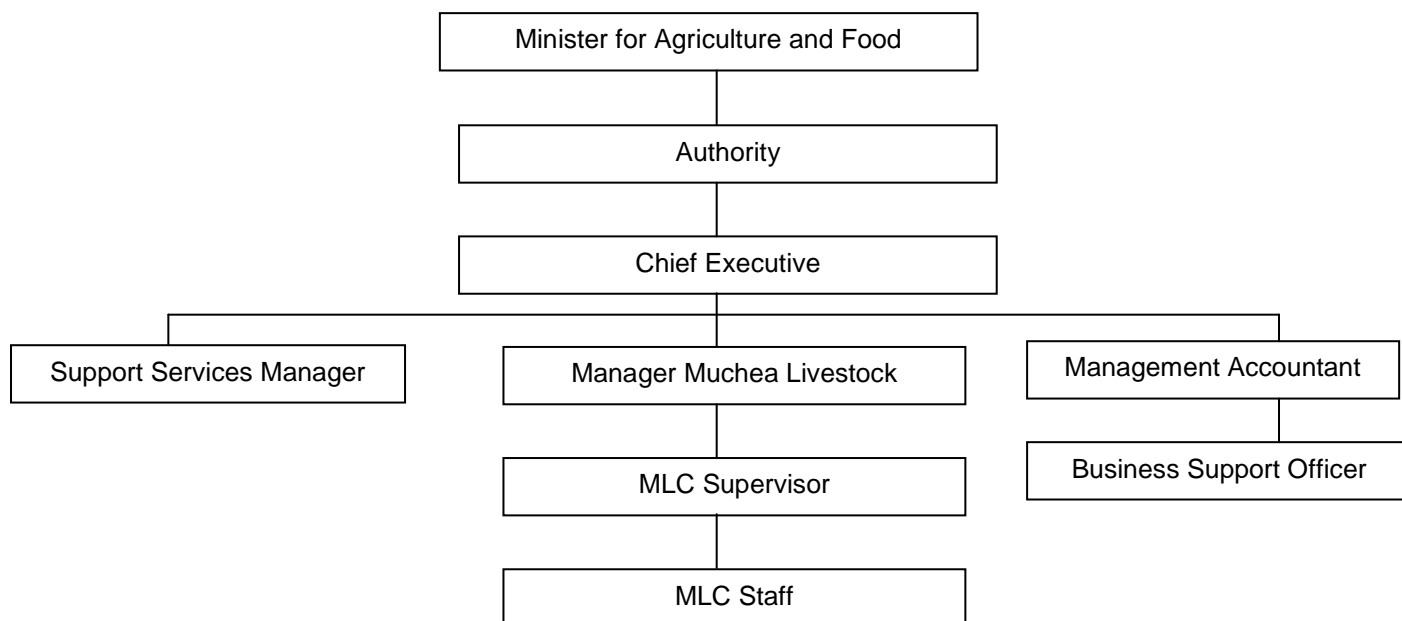 Minister for Agriculture and Food
Authority
Chief Executive
Support Services Manager
Manager Muchea Livestock
Management Accountant
MLC Supervisor
Business Support Officer
MLC Staff